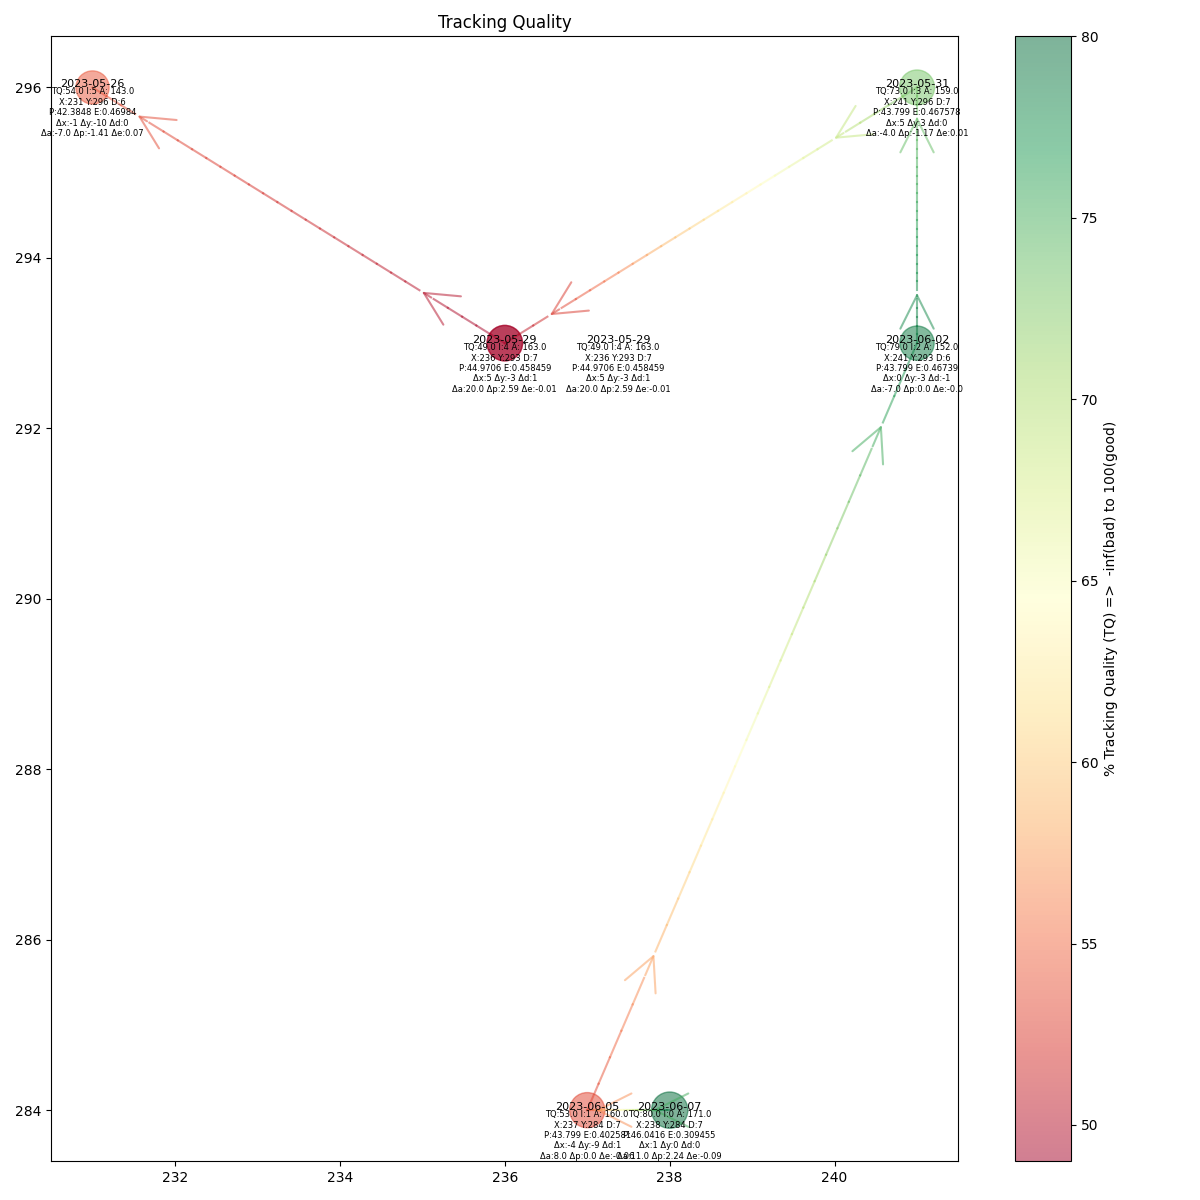 Tracking Quality
2023-05-26
TQ:54.0 I:5 A: 143.0
X:231 Y:296 D:6
P:42.3848 E:0.46984
Δx:-1 Δy:-10 Δd:0
Δa:-7.0 Δp:-1.41 Δe:0.07
2023-05-31
TQ:73.0 I:3 A: 159.0
X:241 Y:296 D:7
P:43.799 E:0.467578
Δx:5 Δy:3 Δd:0
Δa:-4.0 Δp:-1.17 Δe:0.01
2023-05-29
TQ:49.0 I:4 A: 163.0
X:236 Y:293 D:7
P:44.9706 E:0.458459
Δx:5 Δy:-3 Δd:1
Δa:20.0 Δp:2.59 Δe:-0.01
2023-05-29
TQ:49.0 I:4 A: 163.0
X:236 Y:293 D:7
P:44.9706 E:0.458459
Δx:5 Δy:-3 Δd:1
Δa:20.0 Δp:2.59 Δe:-0.01
2023-06-02
TQ:79.0 I:2 A: 152.0
X:241 Y:293 D:6
P:43.799 E:0.46739
Δx:0 Δy:-3 Δd:-1
Δa:-7.0 Δp:0.0 Δe:-0.0
2023-06-05
TQ:53.0 I:1 A: 160.0
X:237 Y:284 D:7
P:43.799
Δx:-4 Δy:-9 Δd:1
Δa:8.0 Δp:0.0
2023-06-07
TQ:80.0 I:0 A: 171.0
X:238 Y:284 D:7
P:46.0416 E:0.309455
Δx:1 Δy:0 Δd:0
Δa:11.0 Δp:2.24 Δe:-0.09
296
294
292
290
288
286
284
232
234
236
238
240
80
75
70
65
60
55
50
% Tracking Quality (TQ) => -inf(bad) to 100(good)